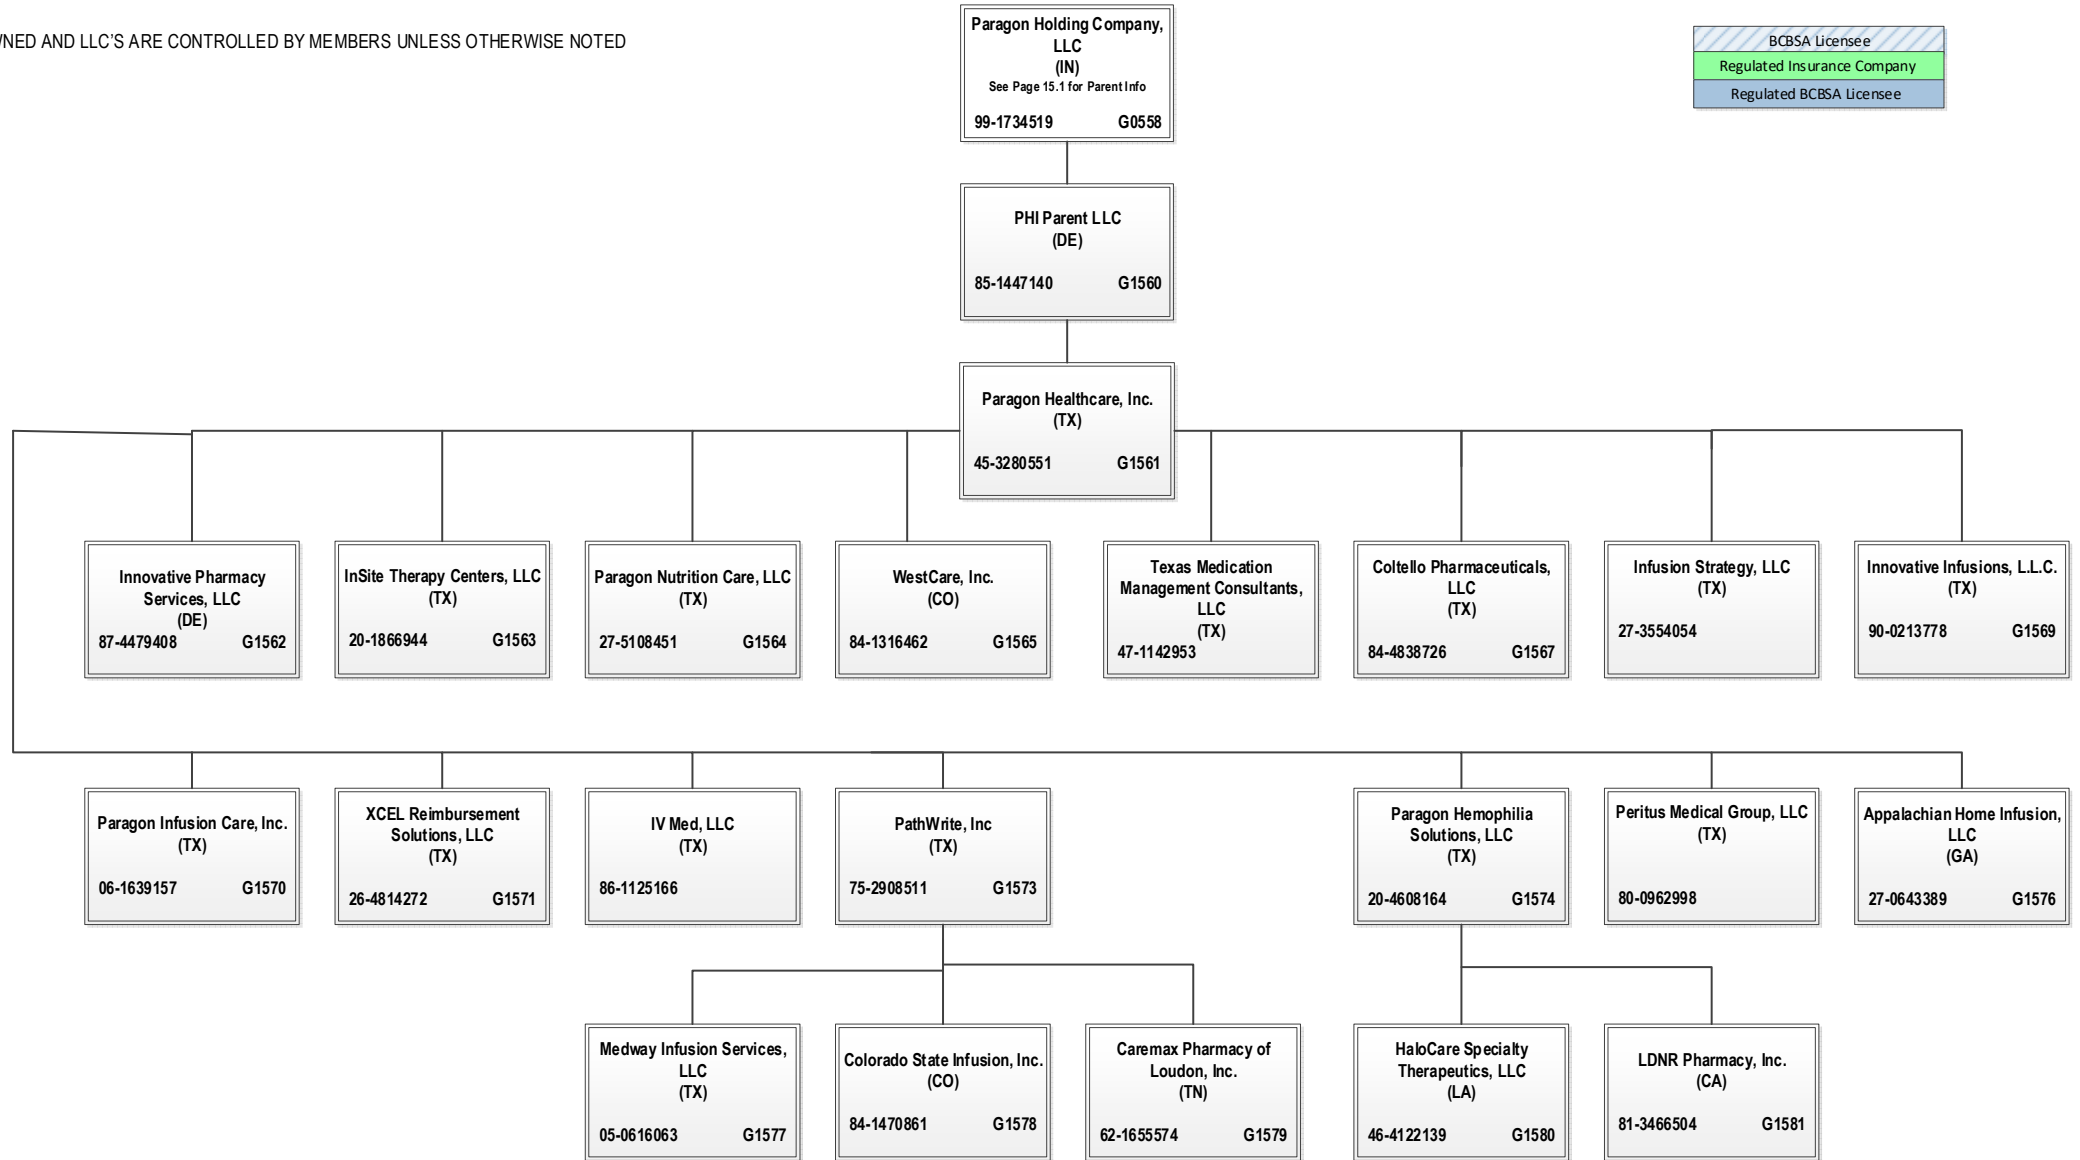 WNED AND LLC'S ARE CONTROLLED BY MEMBERS UNLESS OTHERWISE NOTED
Paragon Holding Company,
LLC
(IN)
See Page 15.1 for Parent Info
99-1734519 G0558
BCBSA Licensee
Regulated Insurance Company
Regulated BCBSA Licensee
PHI Parent LLC
(DE)
85-1447140 G1560
Paragon Healthcare, Inc.
(TX)
45-3280551 G1561
Innovative Pharmacy
Services, LLC
(DE)
87-4479408 G1562
InSite Therapy Centers, LLC
(TX)
20-1866944 G1563
Paragon Nutrition Care, LLC
(TX)
27-5108451 G1564
WestCare, Inc.
(CO)
84-1316462 G1565
Texas Medication
Management Consultants,
LLC
(TX)
47-1142953
Coltello Pharmaceuticals,
LLC
(TX)
84-4838726 G1567
Infusion Strategy, LLC
(TX)
27-3554054
Innovative Infusions, L.L.C.
(TX)
90-0213778 G1569
Paragon Infusion Care, Inc.
(TX)
06-1639157 G1570
XCEL Reimbursement
Solutions, LLC
(TX)
26-4814272 G1571
IV Med, LLC
(TX)
86-1125166
PathWrite, Inc
(TX)
75-2908511 G1573
Paragon Hemophilia
Solutions, LLC
(TX)
20-4608164 G1574
Peritus Medical Group, LLC
(TX)
80-0962998
Appalachian Home Infusion,
LLC
(GA)
27-0643389 G1576
Medway Infusion Services,
LLC
(TX)
05-0616063 G1577
Colorado State Infusion, Inc.
(CO)
84-1470861 G1578
Caremax Pharmacy of
Loudon, Inc.
(TN)
62-1655574 G1579
HaloCare Specialty
Therapeutics, LLC
(LA)
46-4122139 G1580
LDNR Pharmacy, Inc.
(CA)
81-3466504 G1581